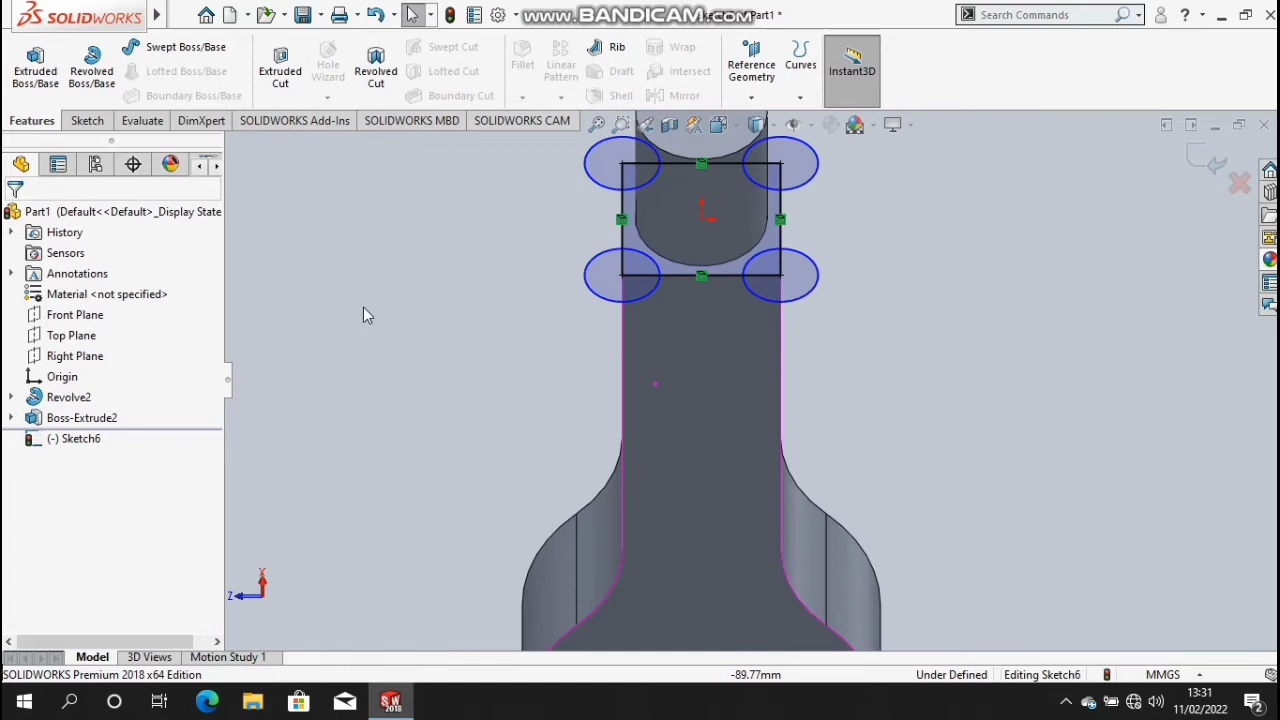 SOLIDWORKS
www.BANDICAM.com
Part1 *
Search Commands
?
Extruded Boss/Base
Revolved Boss/Base
Swept Boss/Base
Lofted Boss/Base
Boundary Boss/Base
Extruded Cut
Hole Wizard
Revolved Cut
Swept Cut
Lofted Cut
Boundary Cut
Fillet
Linear Pattern
Rib
Draft
Shell
Wrap
Intersect
Mirror
Reference Geometry
Curves
Instant3D
Features
Sketch
Evaluate
DimXpert
SOLIDWORKS Add-Ins
SOLIDWORKS MBD
SOLIDWORKS CAM
Part1 (Default<<Default>_Display State
History
Sensors
Annotations
Material <not specified>
Front Plane
Top Plane
Right Plane
Origin
Revolve2
Boss-Extrude2
(-) Sketch6
Z
Model
3D Views
Motion Study 1
SOLIDWORKS Premium 2018 x64 Edition
-89.77mm
Under Defined
Editing Sketch6
MMGS
SW
2018
13:31
11/02/2022
2